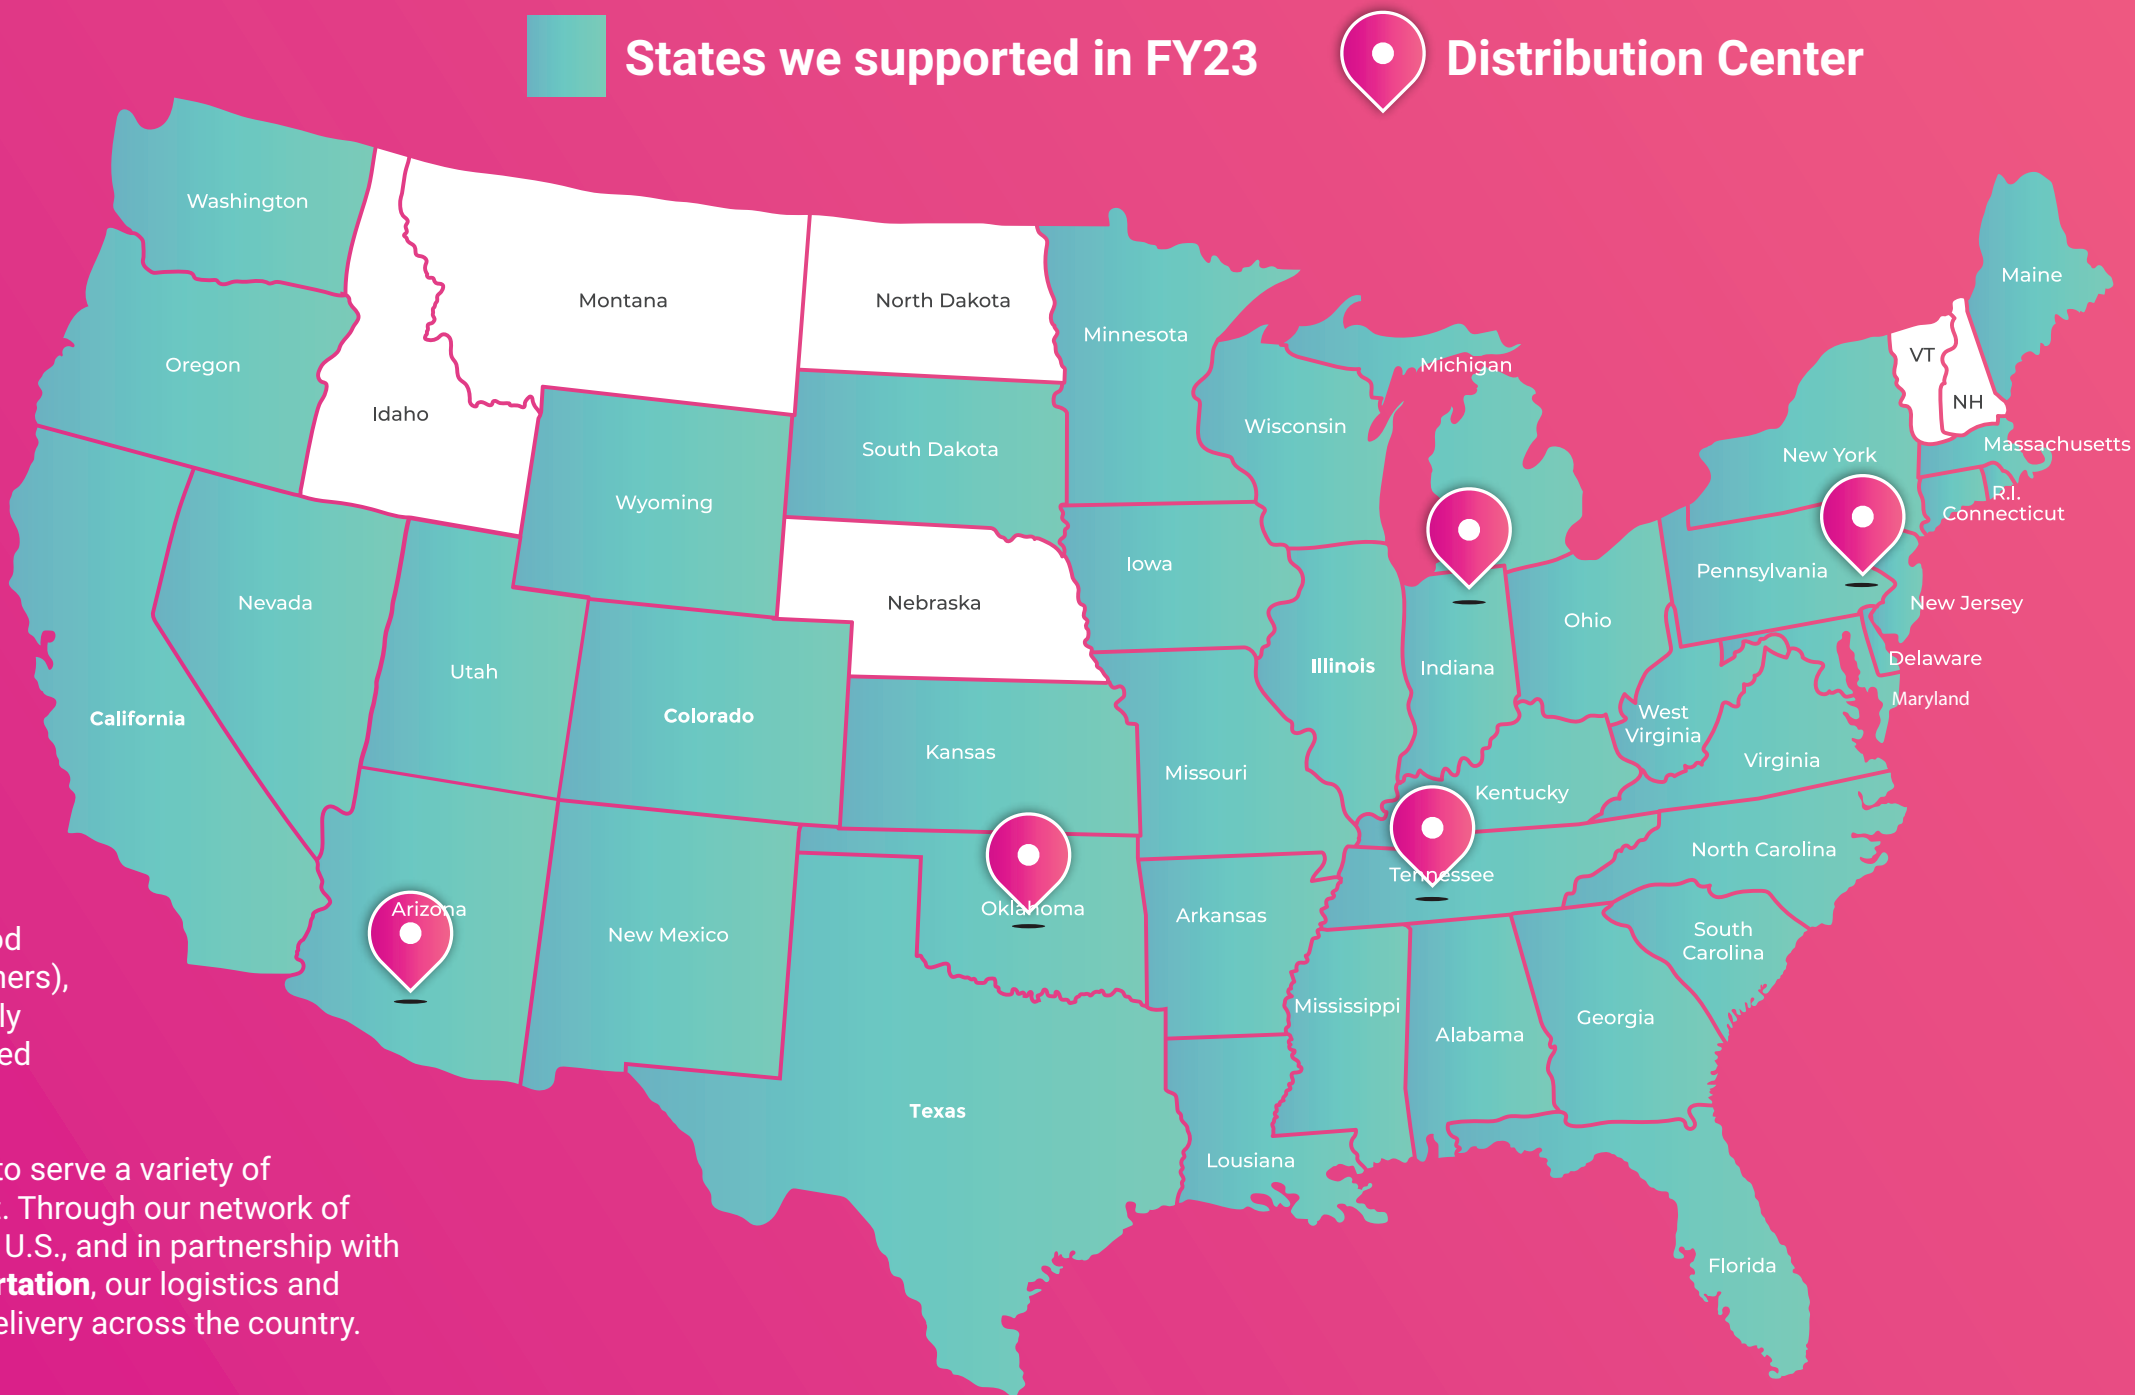 States we supported in FY23
Distribution Center
Washington
Oregon
Idaho
Montana
North Dakota
Minnesota
Wisconsin
Michigan
Maine
VT
NH
Massachusetts
New York
R.I.
Connecticut
South Dakota
Wyoming
Nebraska
Iowa
Pennsylvania
New Jersey
Delaware
Maryland
Nevada
Utah
California
Colorado
Kansas
Missouri
Illinois
Indiana
Ohio
West
Virginia
Virginia
Kentucky
North Carolina
Tennessee
Arizona
New Mexico
Oklahoma
Arkansas
South
Carolina
Mississippi
Alabama
Georgia
Texas
Lousiana
Florida
to serve a variety of
. Through our network of
U.S., and in partnership with
rtation, our logistics and
elivery across the country.